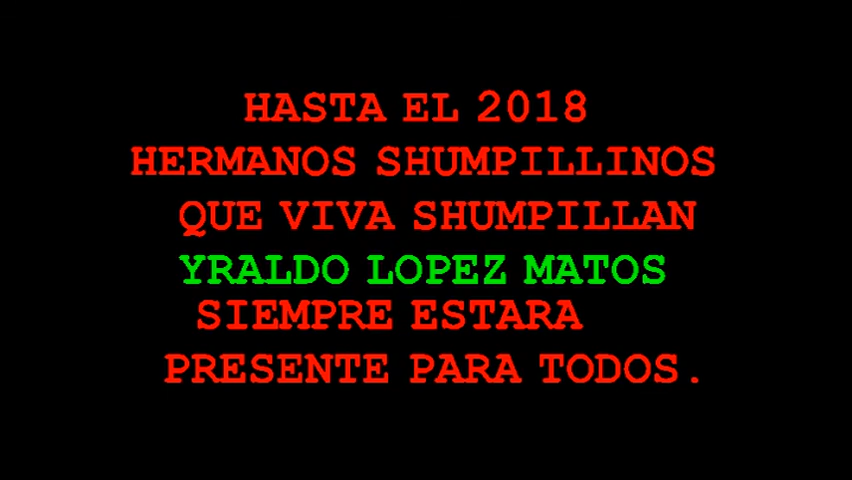 HASTA EL 2018
HERMANOS SHUMPILLINOS
QUE VIVA SHUMPILLAN
YRALDO LOPEZ MATOS
SIEMPRE ESTARA
PRESENTE PARA TODOS.